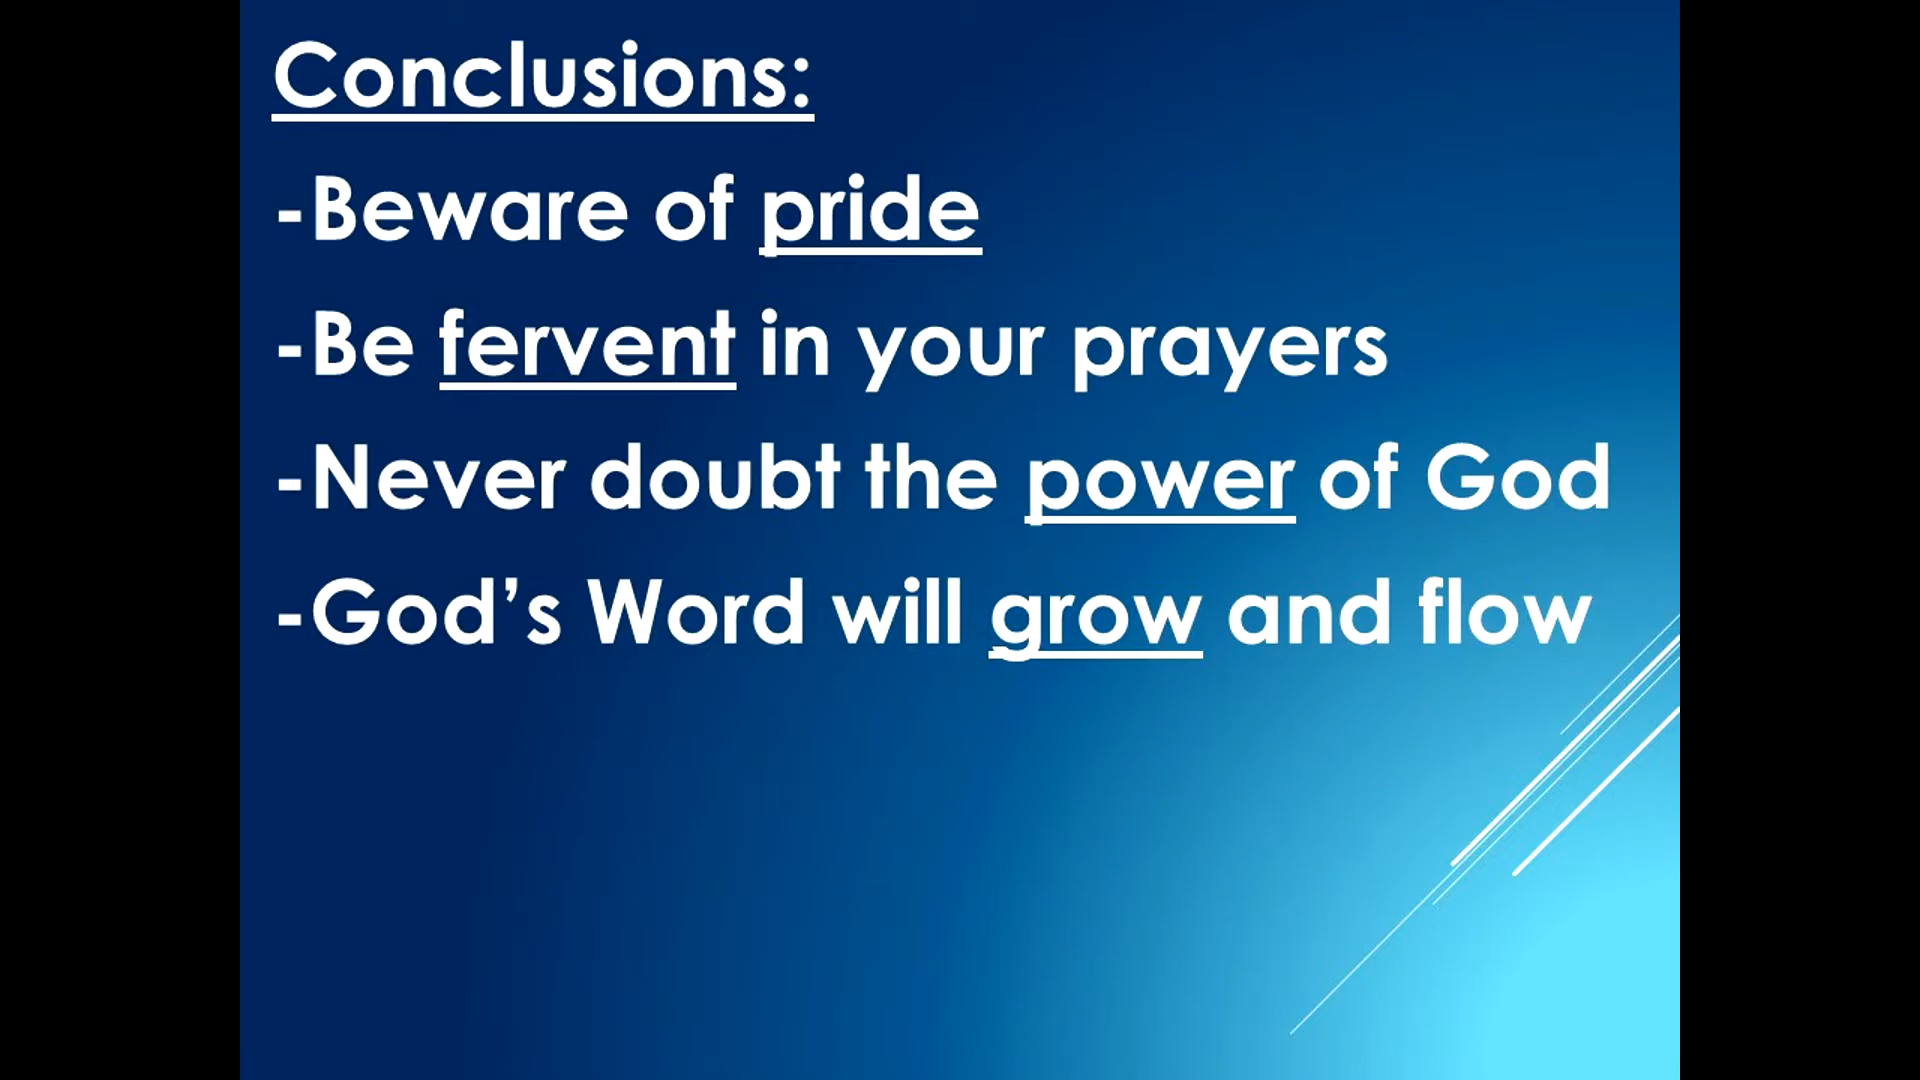 Conclusions:
-Beware of pride
-Be fervent in your prayers
-Never doubt the power of God
-God’s Word will grow and flow